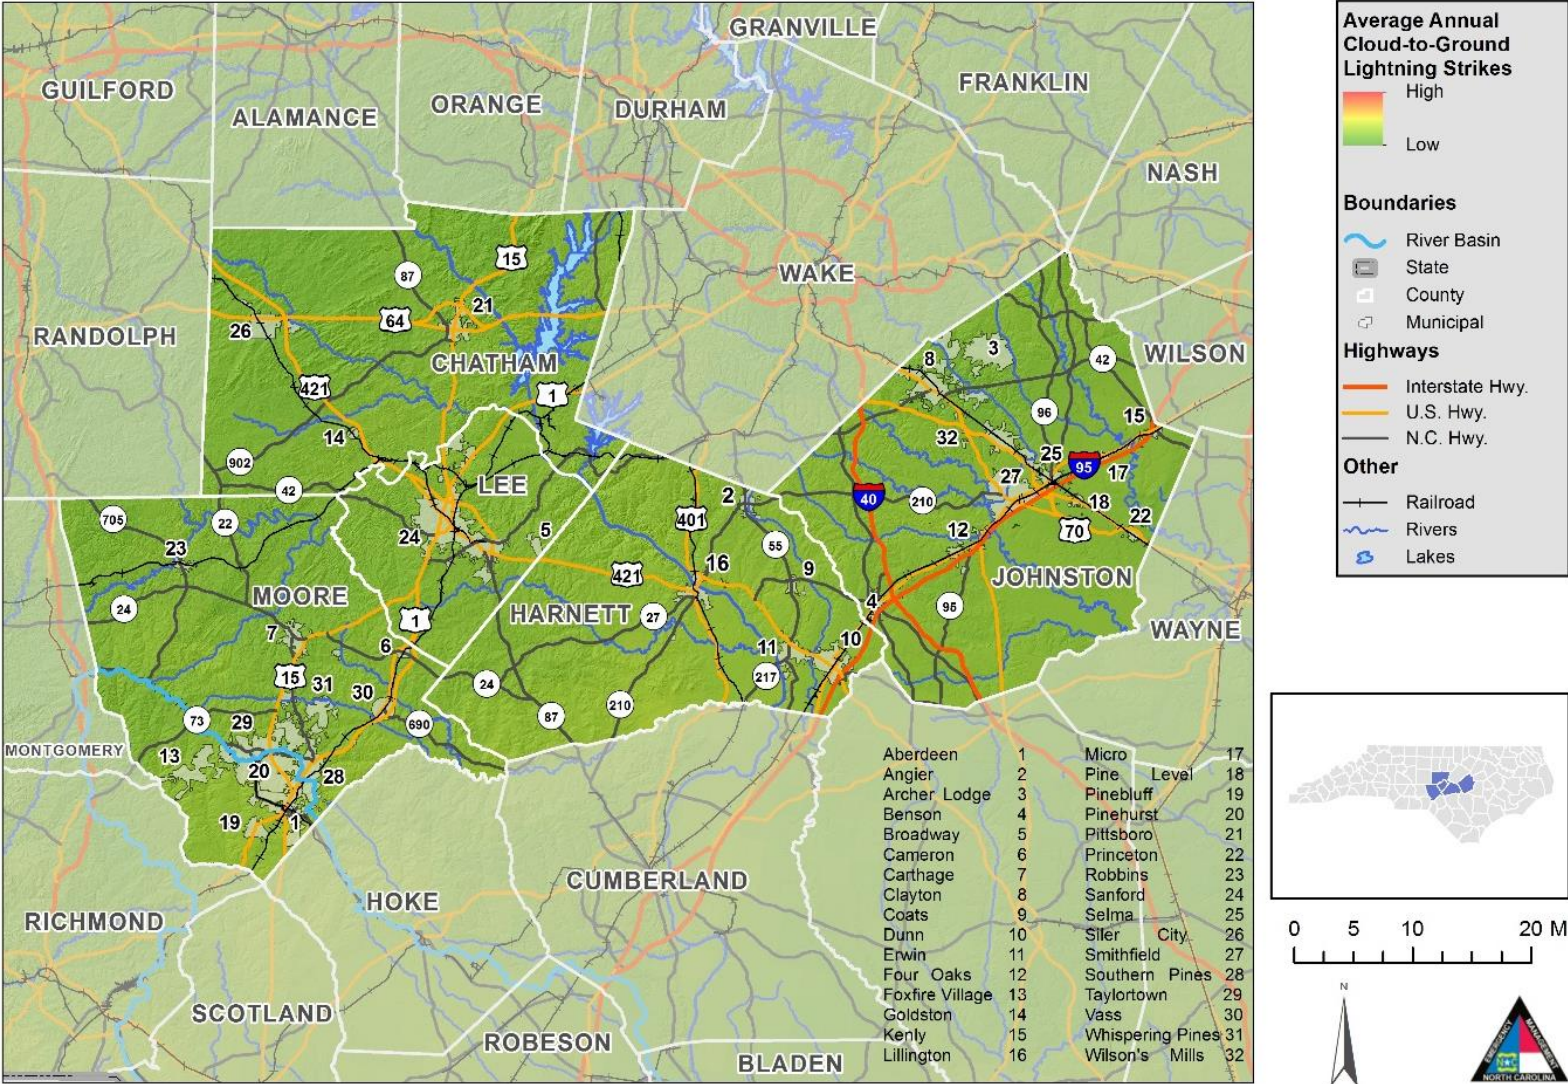 GRANVILLE
GUILFORD
ALAMANCE
ORANGE
DURHAM
FRANKLIN
NASH
RANDOLPH
WAKE
WILSON
CHATHAM
LEE
MOORE
HARNETT
JOHNSTON
WAYNE
MONTGOMERY
RICHMOND
HOKE
CUMBERLAND
SCOTLAND
ROBESON
BLADEN
15
87
21
64
26
421
1
14
902
42
8
3
42
96
15
32
25
95
27
17
40
210
18
22
70
12
705
22
23
24
5
401
2
55
421
16
9
27
24
7
1
6
4
95
10
11
217
15
31
30
24
87
210
690
73
29
13
20
28
19
1
Aberdeen 1 Micro 17
Angier 2 Pine Level 18
Archer Lodge 3 Pinebluff 19
Benson 4 Pinehurst 20
Broadway 5 Pittsboro 21
Cameron 6 Princeton 22
Carthage 7 Robbins 23
Clayton 8 Sanford 24
Coats 9 Selma 25
Dunn 10 Siler City 26
Erwin 11 Smithfield 27
Four Oaks 12 Southern Pines 28
Foxfire Village 13 Taylortown 29
Goldston 14 Vass 30
Kenly 15 Whispering Pines 31
Lillington 16 Wilson's Mills 32
Average Annual
Cloud-to-Ground
Lightning Strikes
High
Low
Boundaries
River Basin
State
County
Municipal
Highways
Interstate Hwy.
U.S. Hwy.
N.C. Hwy.
Other
Railroad
Rivers
Lakes
0 5 10 20 M
N
EMERGENCY
MANAGEMENT
NC
NORTH CAROLINA